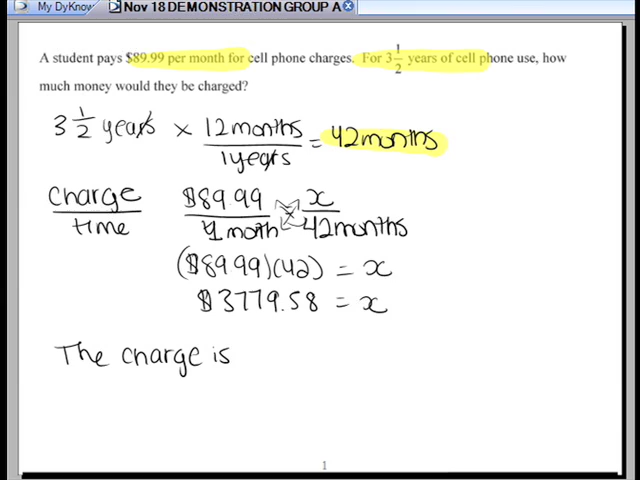 My DyKnow
Nov 18 DEMONSTRATION GROUP A
A student pays $89.99 per month for cell phone charges. For 3 1/2 years of cell phone use, how
much money would they be charged?
3 1/2 years × 12 months / 1 years = 42 months
charge / time $89.99 / 1 month = x / 42 months
($89.99)(42) = x
$3779.58 = x
The charge is
1